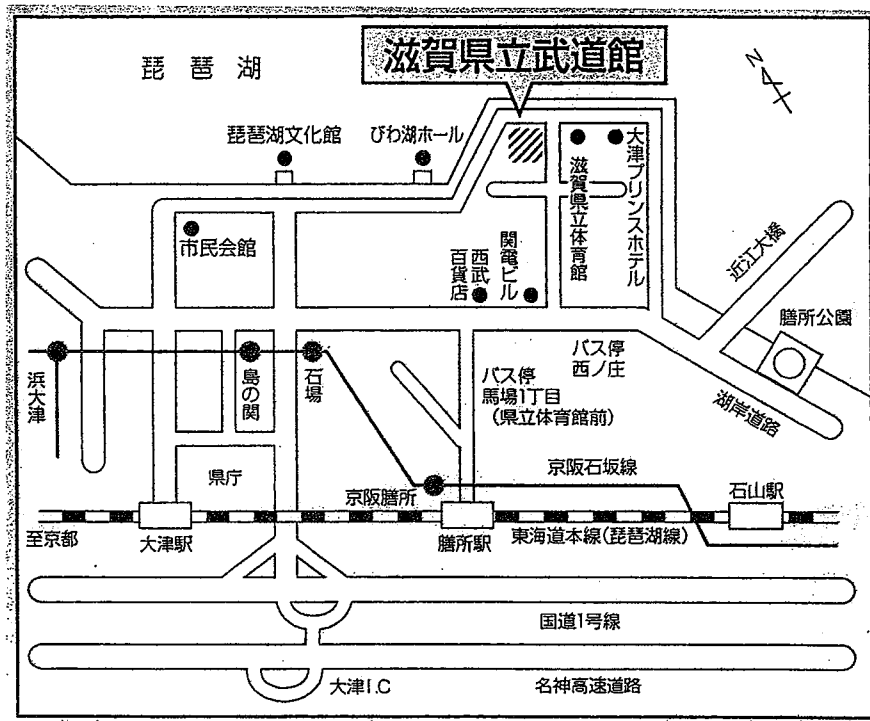 滋賀県立武道館
琵琶湖
N
琵琶湖文化館
びわ湖ホール
大津プリンスホテル
滋賀県立体育館
市民会館
関電ビル
西武
百貨店
近江大橋
膳所公園
浜大津
島の関
石場
バス停
馬場1丁目
(県立体育館前)
バス停
西ノ庄
湖岸道路
県庁
京阪膳所
京阪石坂線
石山駅
至京都
大津駅
膳所駅
東海道本線(琵琶湖線)
国道1号線
大津I.C
名神高速道路